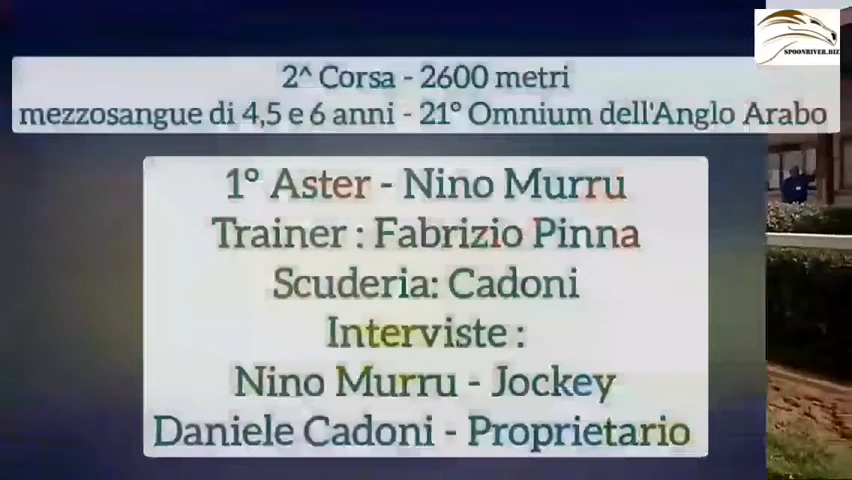 SPOONRIVER.BIZ
2^ Corsa - 2600 metri
mezzosangue di 4,5 e 6 anni - 21° Omnium dell'Anglo Arabo
1° Aster - Nino Murru
Trainer : Fabrizio Pinna
Scuderia: Cadoni
Interviste :
Nino Murru - Jockey
Daniele Cadoni - Proprietario